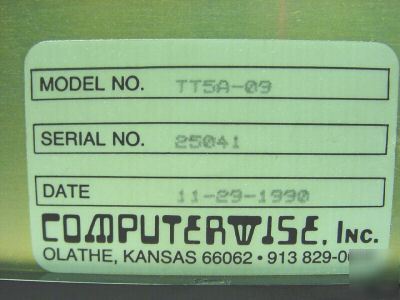 MODEL NO. TT5A-09
SERIAL NO. 25041
DATE 11-29-1990
COMPUTERWISE, INC.
OLATHE, KANSAS 66062 • 913 829-0